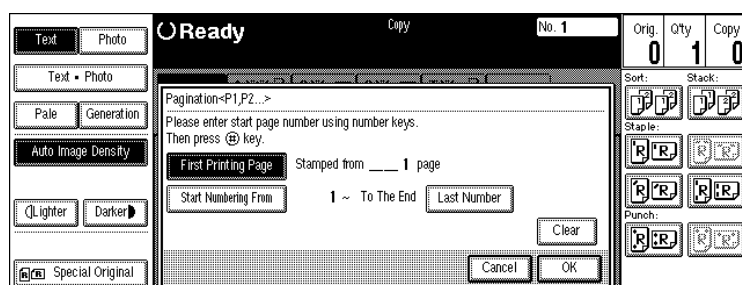 Text
Photo
Text • Photo
Pale
Generation
Auto Image Density
Lighter
Darker
Special Original
Ready
Copy
No. 1
Pagination<P1,P2...>
Please enter start page number using number keys.
Then press (#) key.
First Printing Page
Stamped from __ __ 1 page
Start Numbering From
1 ~ To The End
Last Number
Clear
Cancel
OK
Orig.
Q'ty
Copy
0
1
0
Sort:
Stack:
Staple:
Punch: